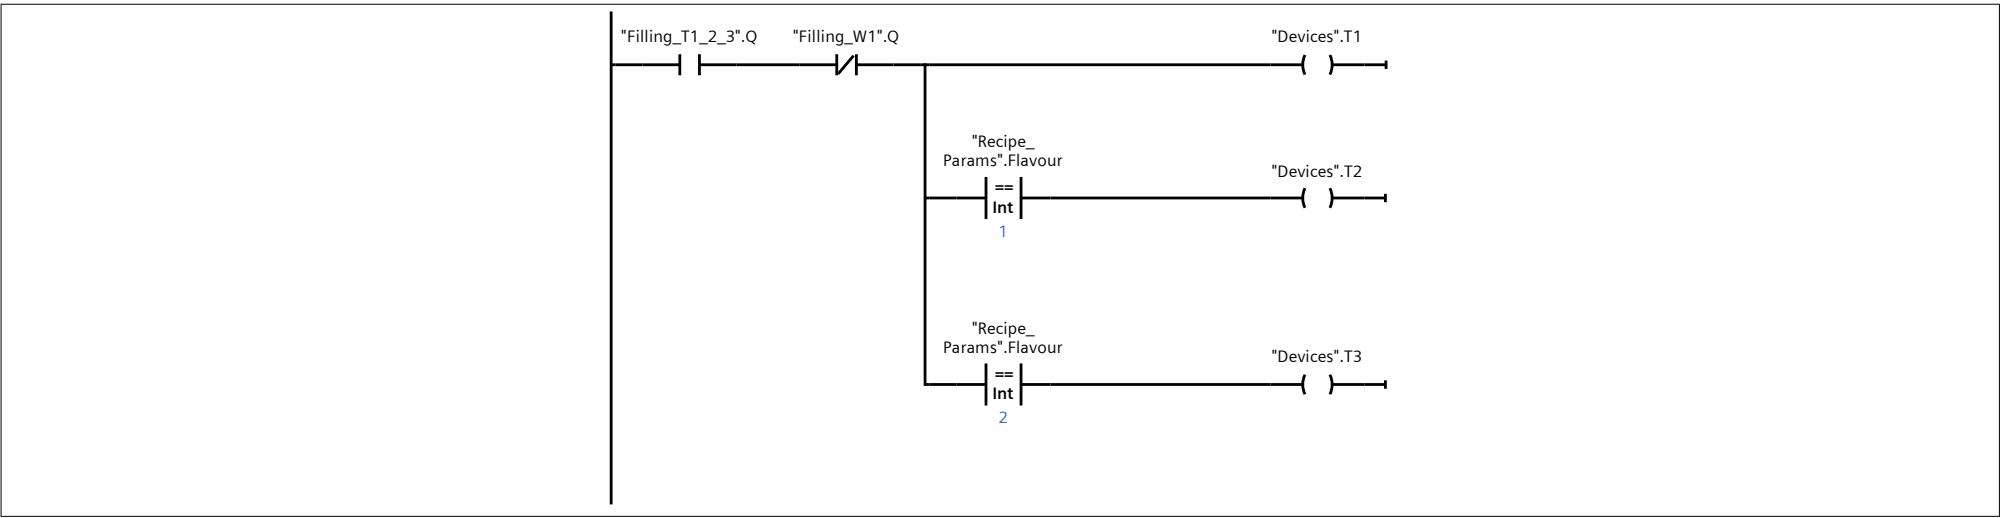 "Filling_T1_2_3".Q
"Filling_W1".Q
"Devices".T1
"Recipe_
Params".Flavour
==
Int
1
"Devices".T2
"Recipe_
Params".Flavour
==
Int
2
"Devices".T3